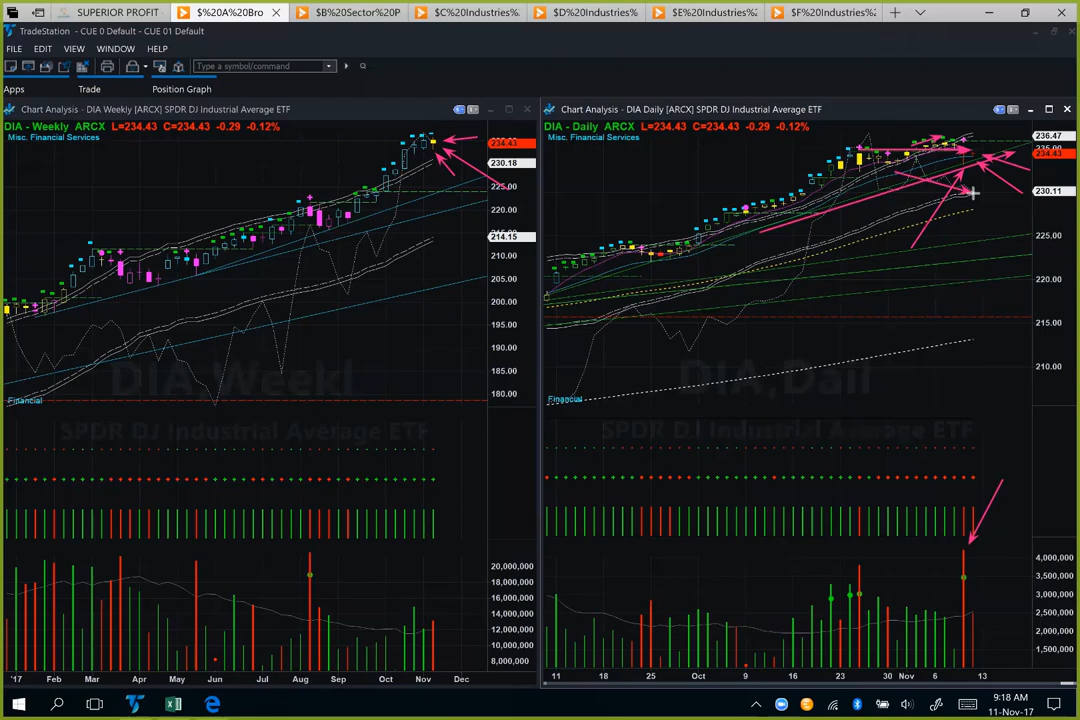 SUPERIOR PROFIT
$%20A%20Bro
$%20B%20Sector%20P
$%20C%20Industries%
$%20D%20Industries%
$%20E%20Industries%
$%20F%20Industries%
TradeStation - CUE 0 Default - CUE 01 Default
FILE EDIT VIEW WINDOW HELP
Type a symbol/command
Apps Trade Position Graph
Chart Analysis - DIA Weekly [ARCX] SPDR DJ Industrial Average ETF
DIA - Weekly ARCX L=234.43 C=234.43 -0.29 -0.12%
Misc. Financial Services
234.43
230.18
225.00
220.00
214.15
210.00
205.00
200.00
195.00
190.00
185.00
180.00
DIA,Weekl
Financial
SPDR DJ Industrial Average ETF
20,000,000
18,000,000
16,000,000
14,000,000
12,000,000
10,000,000
8,000,000
'17 Feb Mar Apr May Jun Jul Aug Sep Oct Nov Dec
Chart Analysis - DIA Daily [ARCX] SPDR DJ Industrial Average ETF
DIA - Daily ARCX L=234.43 C=234.43 -0.29 -0.12%
Misc. Financial Services
236.47
235.00
234.43
230.11
225.00
220.00
215.00
210.00
DIA,Dail
Financial
SPDR DJ Industrial Average ETF
4,000,000
3,500,000
3,000,000
2,500,000
2,000,000
1,500,000
11 18 25 Oct 9 16 23 30 Nov 6 13
9:18 AM
11-Nov-17